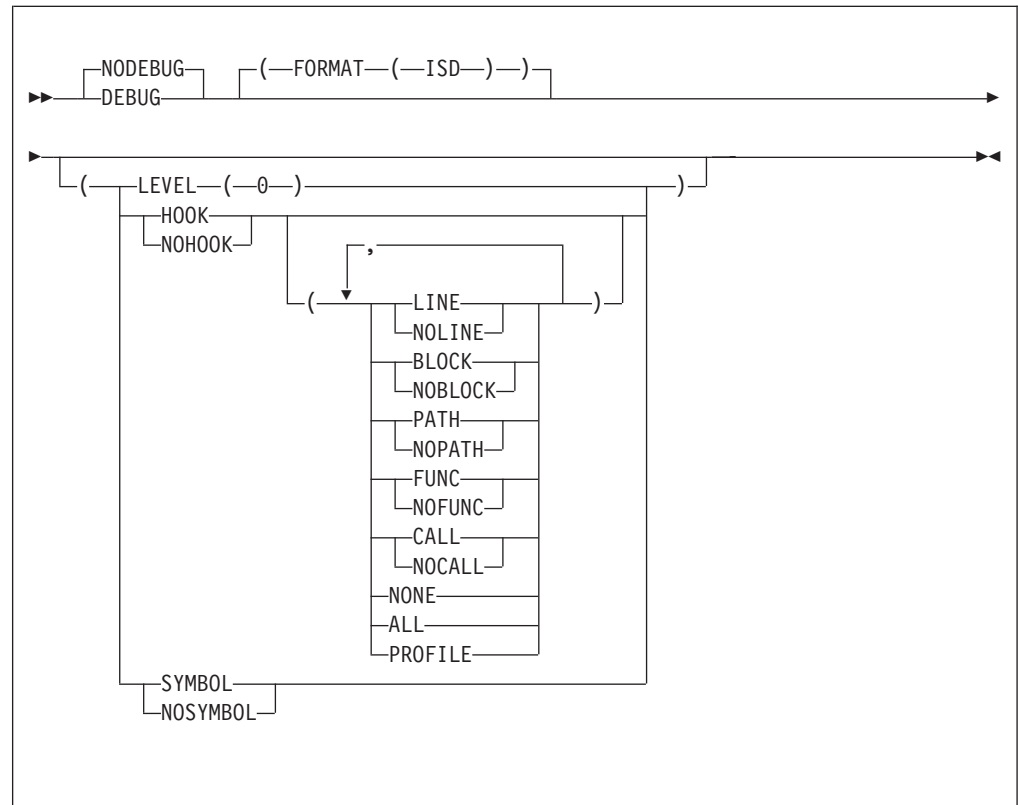 NODEBUG
( FORMAT ( ISD ) )
DEBUG
( LEVEL ( 0 ) )
HOOK
NOHOOK
,
( LINE )
NOLINE
BLOCK
NOBLOCK
PATH
NOPATH
FUNC
NOFUNC
CALL
NOCALL
NONE
ALL
PROFILE
SYMBOL
NOSYMBOL